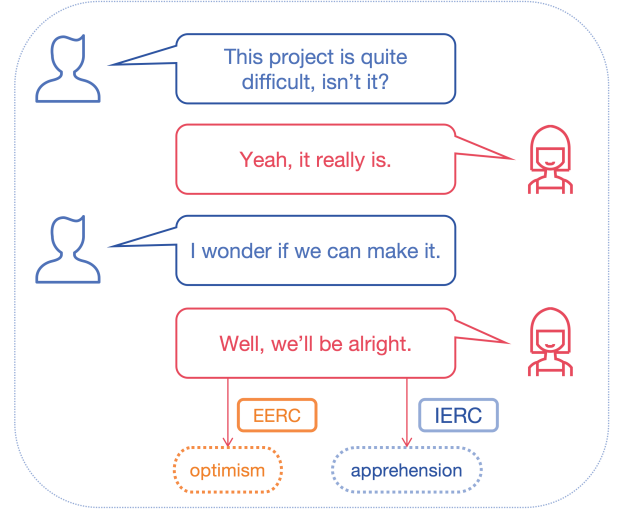 This project is quite
difficult, isn’t it?
Yeah, it really is.
I wonder if we can make it.
Well, we’ll be alright.
EERC
IERC
optimism
apprehension